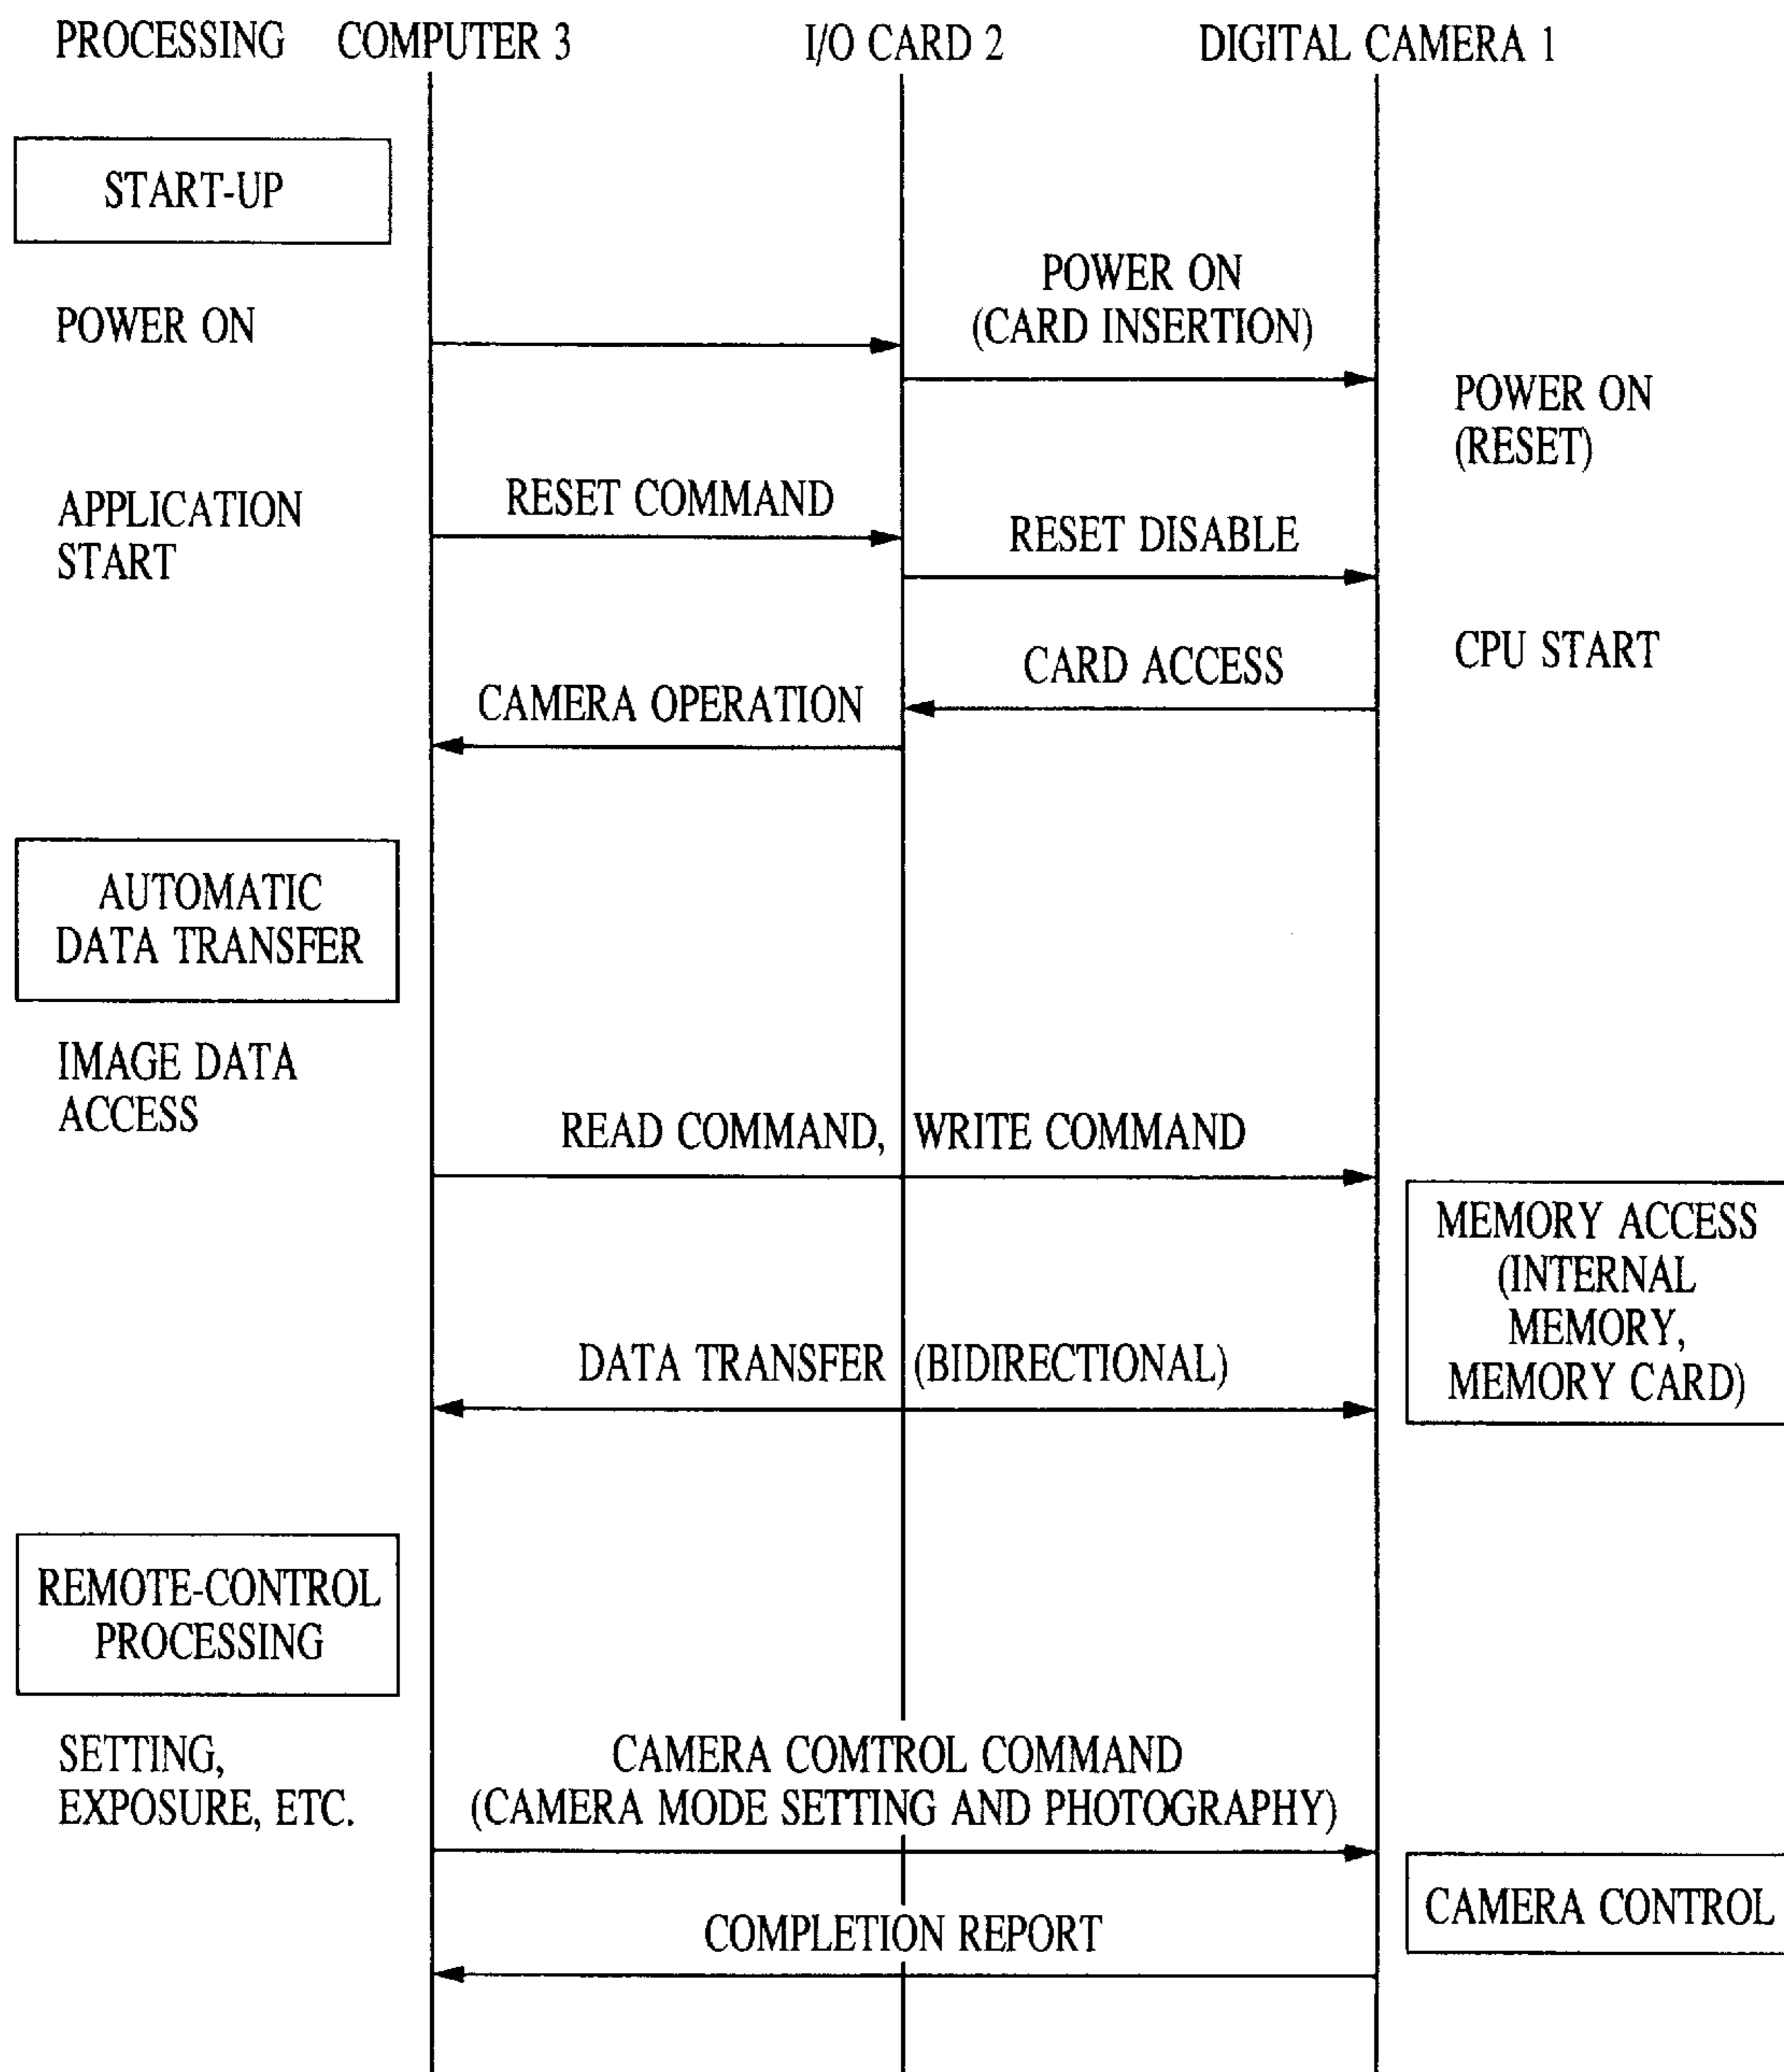 PROCESSING COMPUTER 3 I/O CARD 2 DIGITAL CAMERA 1
START-UP
POWER ON
(CARD INSERTION)
POWER ON
POWER ON
(RESET)
APPLICATION
START
RESET COMMAND
RESET DISABLE
CPU START
CARD ACCESS
CAMERA OPERATION
AUTOMATIC
DATA TRANSFER
IMAGE DATA
ACCESS
READ COMMAND, WRITE COMMAND
MEMORY ACCESS
(INTERNAL
MEMORY,
MEMORY CARD)
DATA TRANSFER (BIDIRECTIONAL)
REMOTE-CONTROL
PROCESSING
SETTING,
EXPOSURE, ETC.
CAMERA COMTROL COMMAND
(CAMERA MODE SETTING AND PHOTOGRAPHY)
CAMERA CONTROL
COMPLETION REPORT